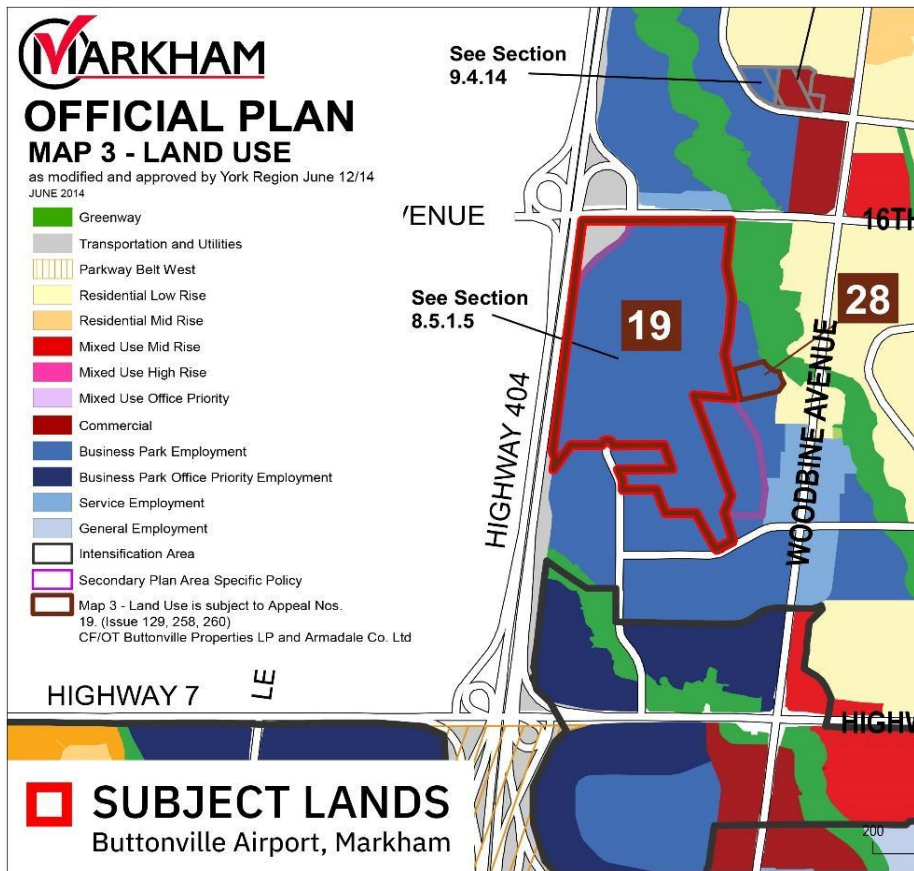 MARKHAM
OFFICIAL PLAN
MAP 3 - LAND USE
as modified and approved by York Region June 12/14
JUNE 2014
Greenway
Transportation and Utilities
Parkway Belt West
Residential Low Rise
Residential Mid Rise
Mixed Use Mid Rise
Mixed Use High Rise
Mixed Use Office Priority
Commercial
Business Park Employment
Business Park Office Priority Employment
Service Employment
General Employment
Intensification Area
Secondary Plan Area Specific Policy
Map 3 - Land Use is subject to Appeal Nos.
19. (Issue 129, 258, 260)
CF/OT Buttonville Properties LP and Armadale Co. Ltd
See Section
9.4.14
VENUE
16TH
See Section
8.5.1.5
19
28
HIGHWAY 404
WOODBINE AVENUE
HIGHWAY 7
LE
HIGHW
200
SUBJECT LANDS
Buttonville Airport, Markham